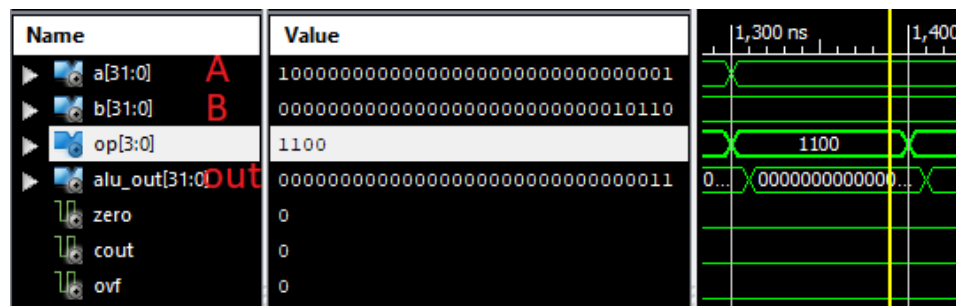 Name Value 1,300 ns 1,400
a[31:0] A 10000000000000000000000000000001
b[31:0] B 00000000000000000000000000010110
op[3:0] 1100 1100
alu_out[31:0] out 00000000000000000000000000000011 0... 0000000000000...
zero 0
cout 0
ovf 0